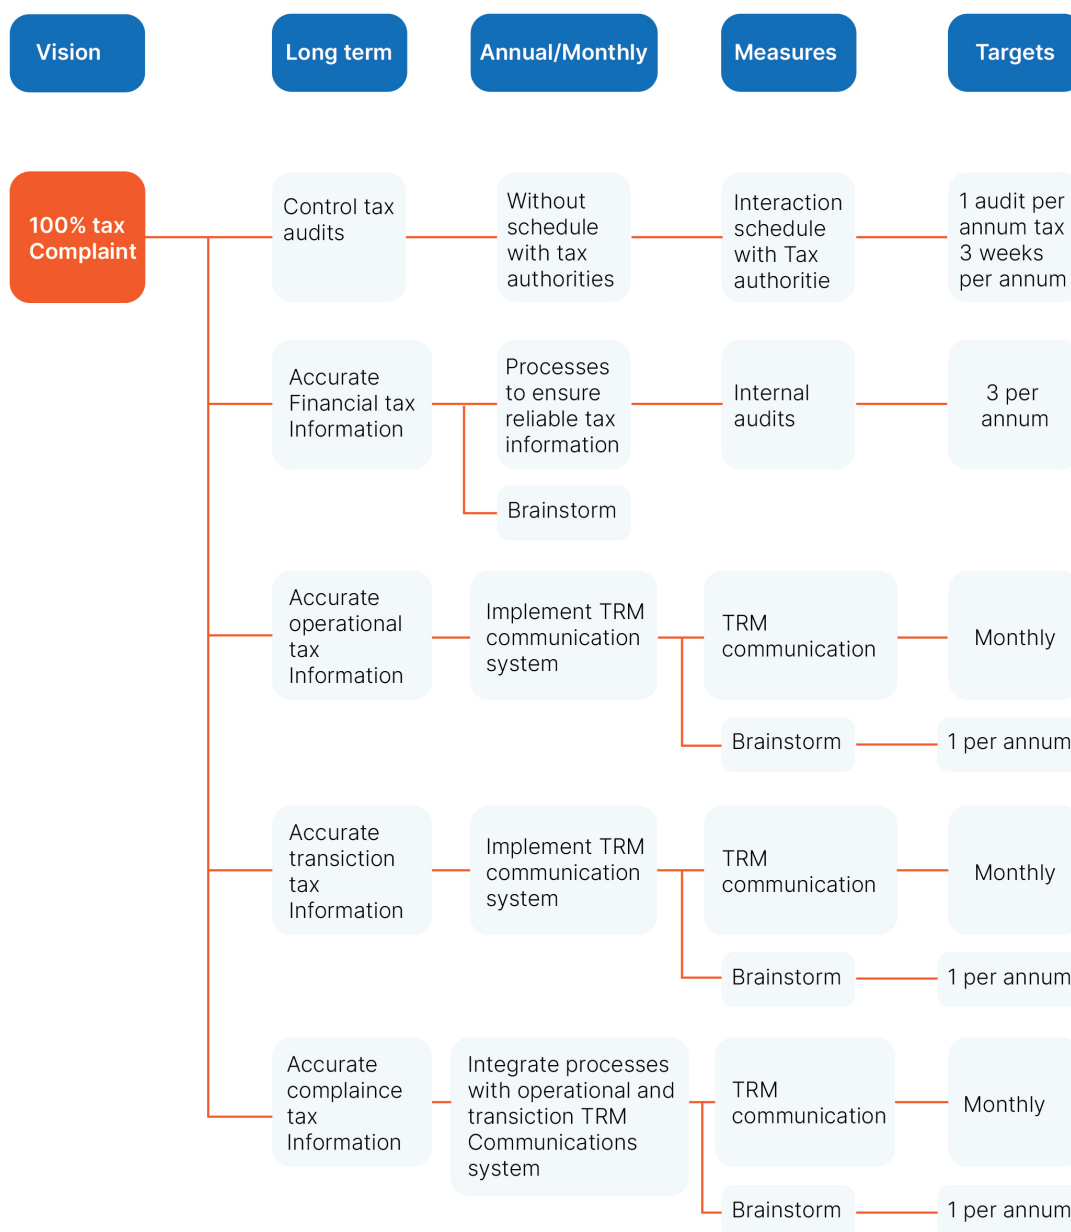 Vision
Long term
Annual/Monthly
Measures
Targets
100% tax
Complaint
Control tax
audits
Without
schedule
with tax
authorities
Interaction
schedule
with Tax
authoritie
1 audit per
annum tax
3 weeks
per annum
Accurate
Financial tax
Information
Processes
to ensure
reliable tax
information
Internal
audits
3 per
annum
Brainstorm
Accurate
operational
tax
Information
Implement TRM
communication
system
TRM
communication
Monthly
Brainstorm
1 per annum
Accurate
transiction
tax
Information
Implement TRM
communication
system
TRM
communication
Monthly
Brainstorm
1 per annum
Accurate
complaince
tax
Information
Integrate processes
with operational and
transiction TRM
Communications
system
TRM
communication
Monthly
Brainstorm
1 per annum